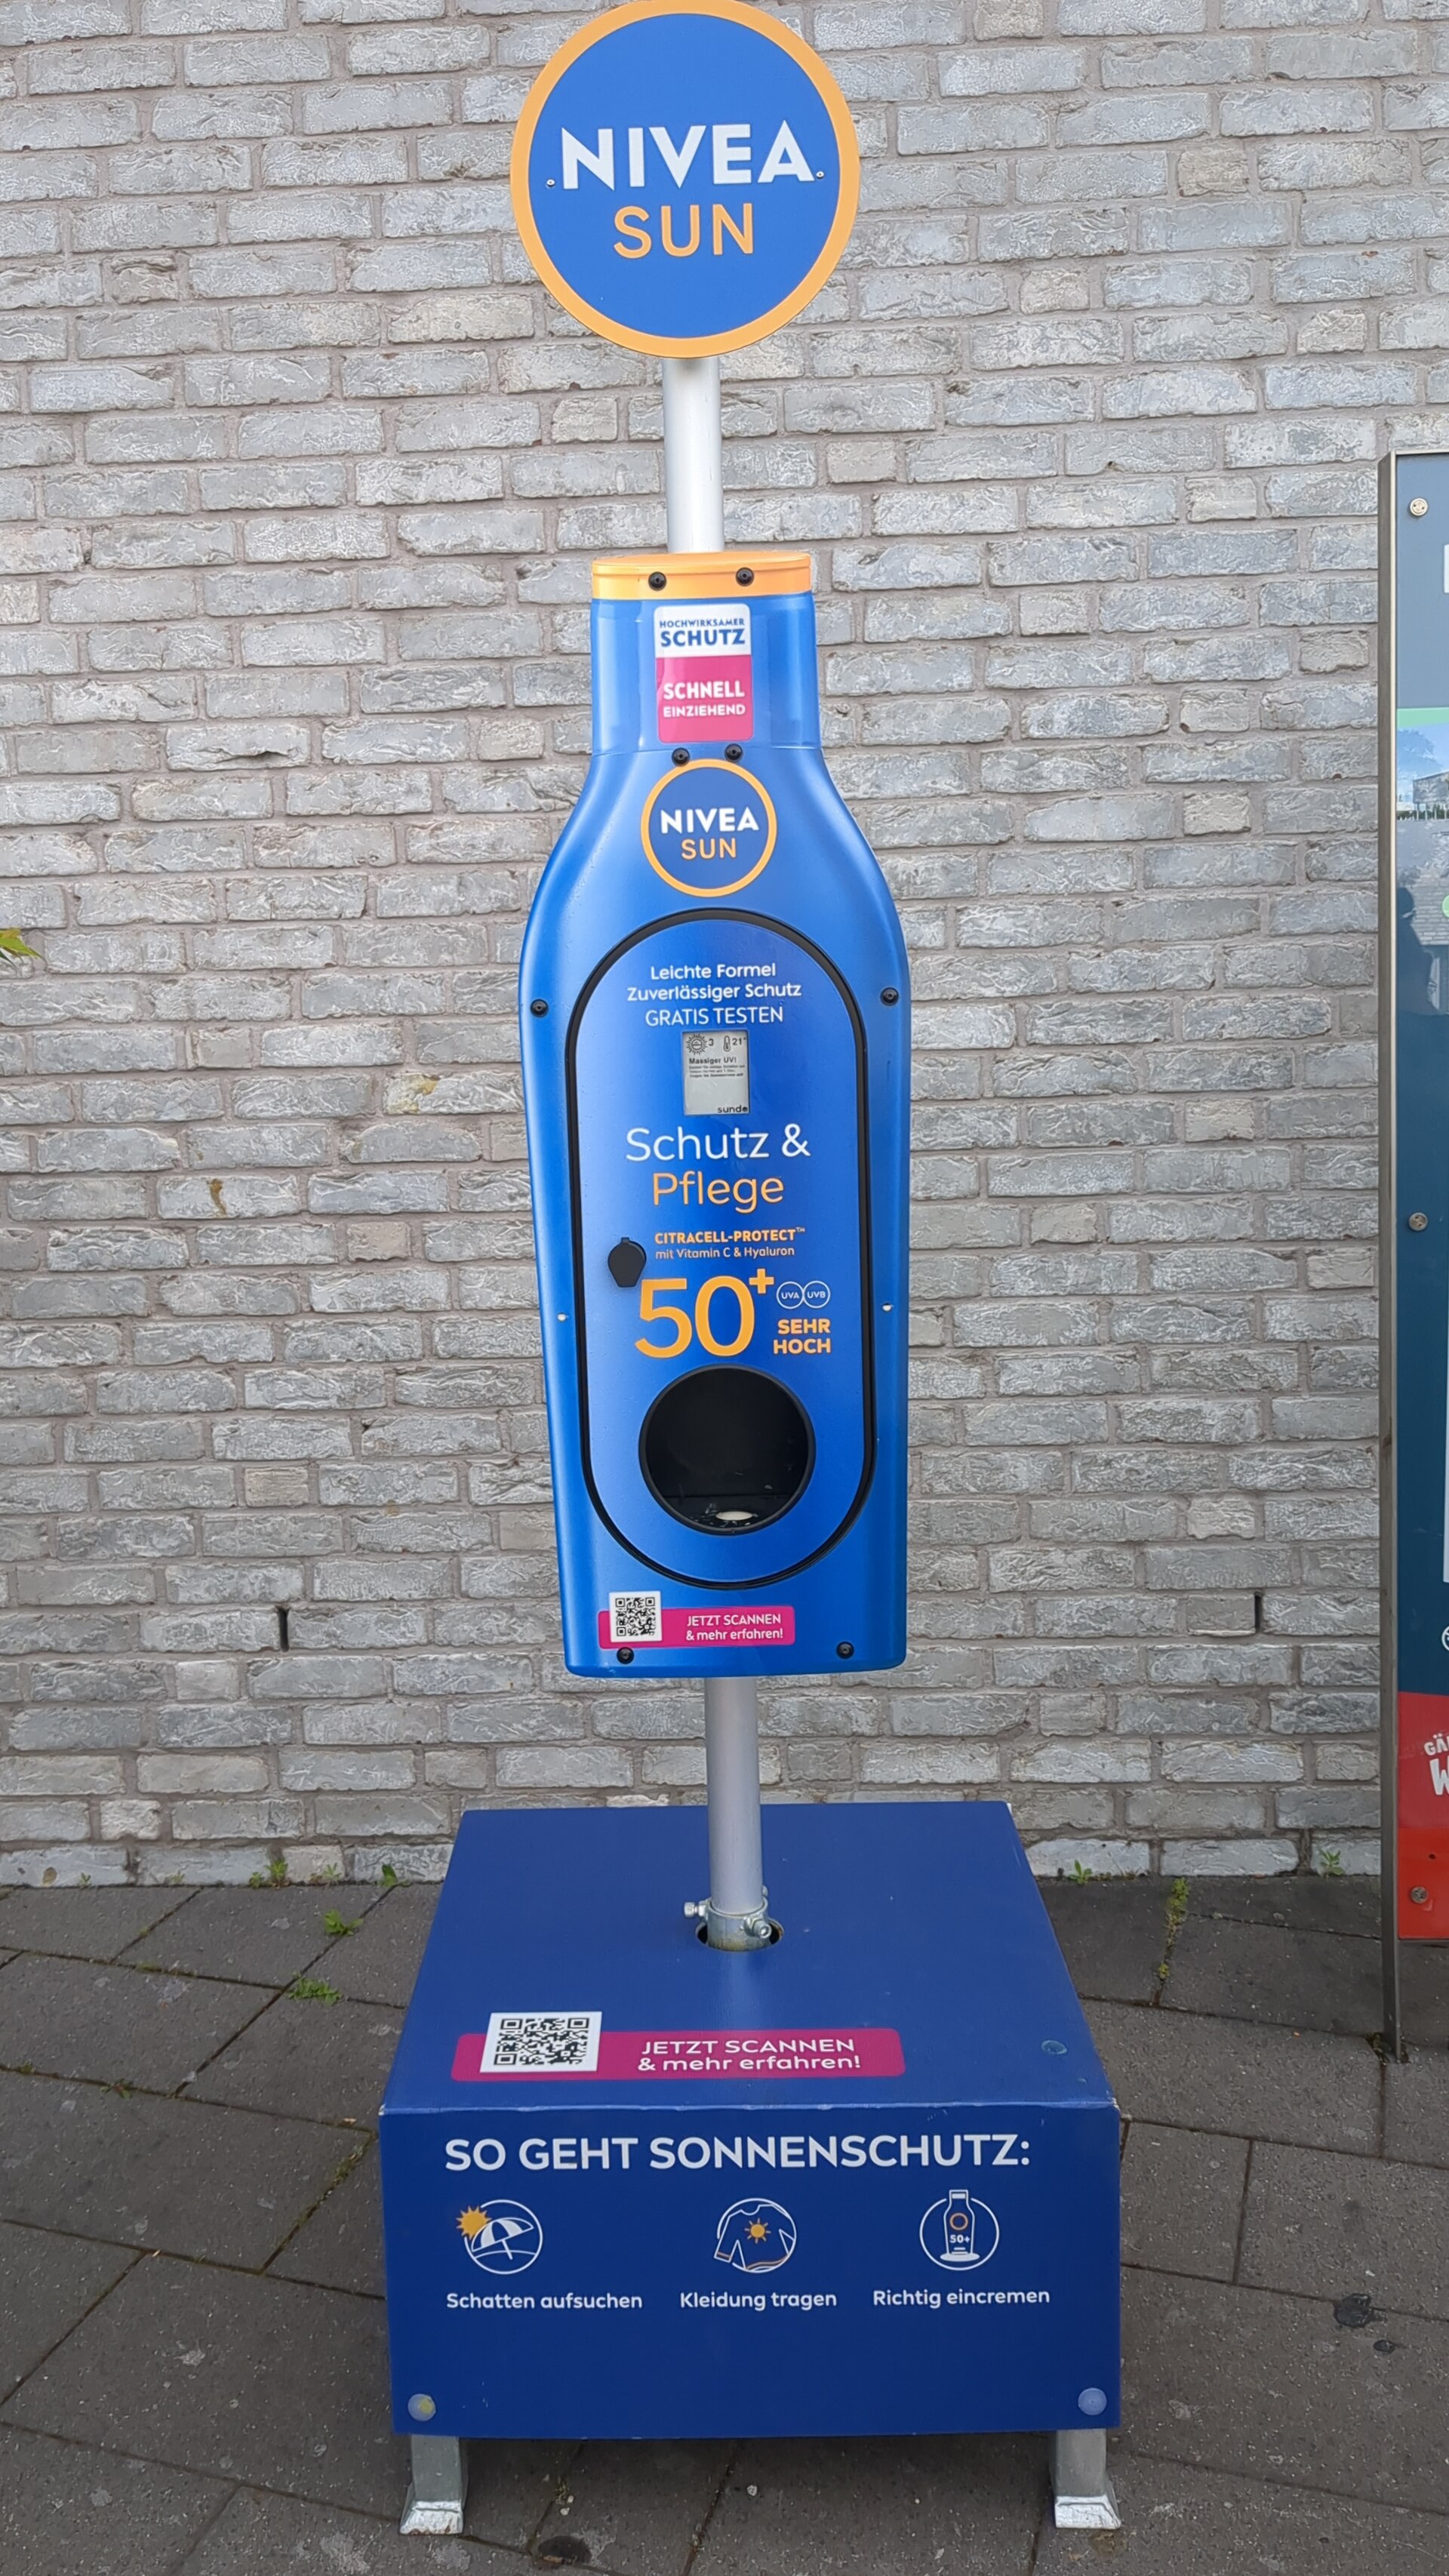 NIVEA
SUN
HOCHWIRKSAMER
SCHUTZ
SCHNELL
EINZIEHEND
NIVEA
SUN
Leichte Formel
Zuverlässiger Schutz
GRATIS TESTEN
3 21°
Massiger UV!
sunde
Schutz &
Pflege
CITRACELL-PROTECT™
mit Vitamin C & Hyaluron
50+
UVA UVB
SEHR
HOCH
JETZT SCANNEN
& mehr erfahren!
JETZT SCANNEN
& mehr erfahren!
SO GEHT SONNENSCHUTZ:
50+
Schatten aufsuchen Kleidung tragen Richtig eincremen